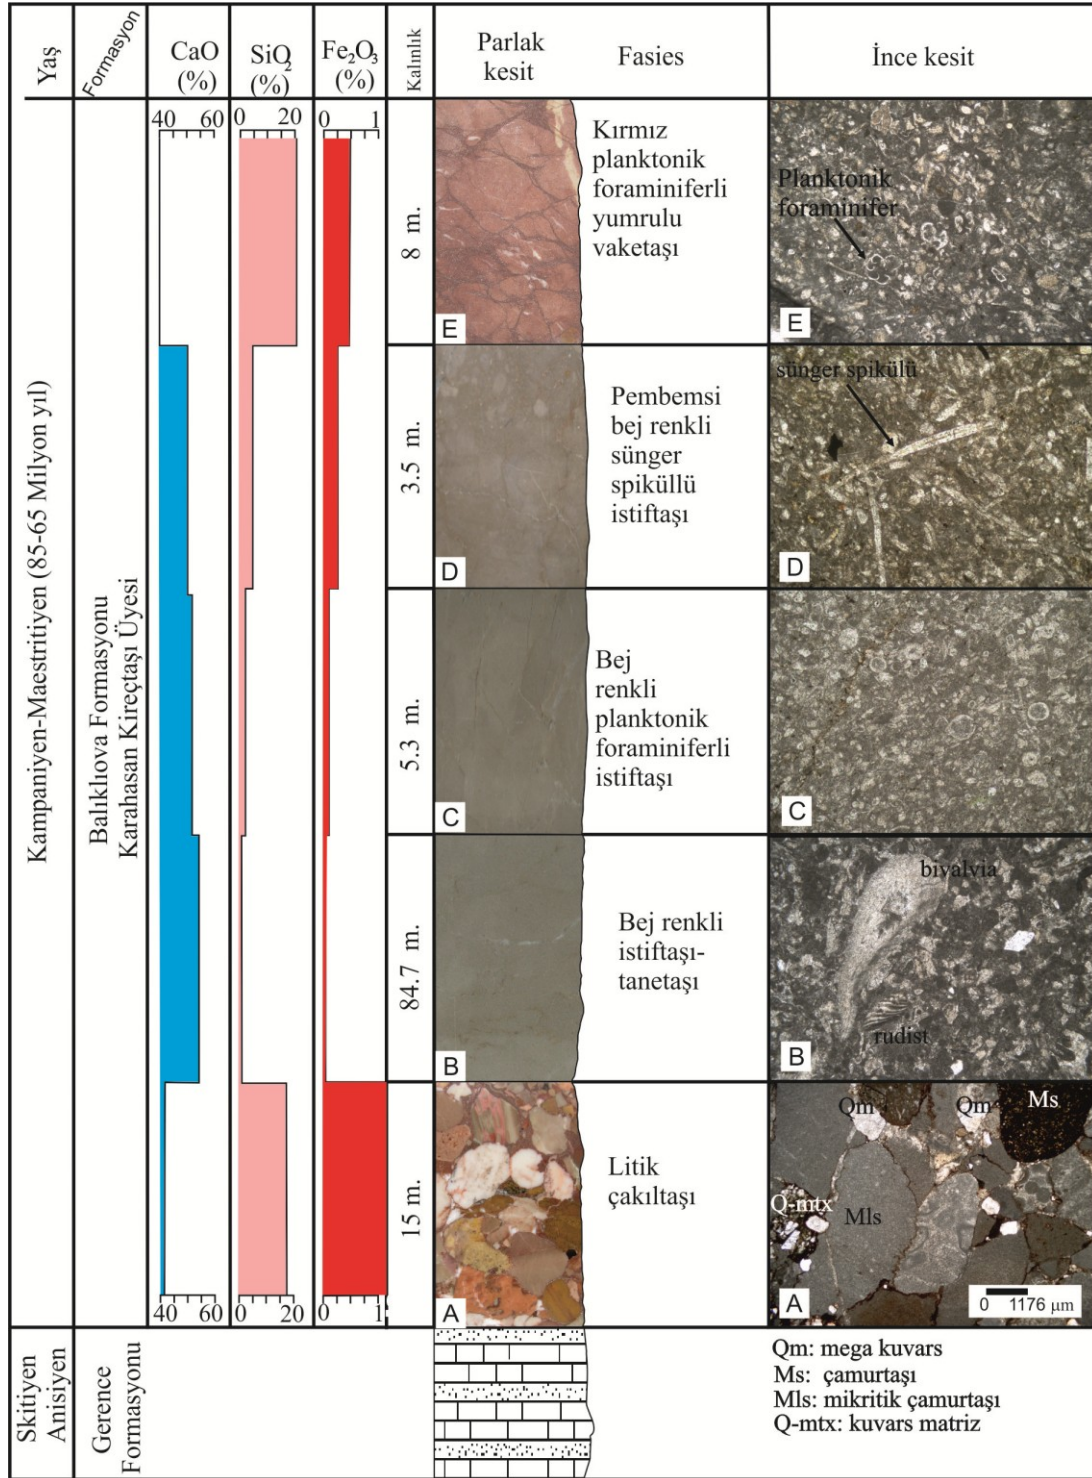 Yaş
Formasyon
CaO
(%)
SiO2
(%)
Fe2O3
(%)
Kalınlık
Parlak
kesit
Fasies
İnce kesit
40 60
0 20
0 1
Kampaniyen-Maestritiyen (85-65 Milyon yıl)
Balıklıova Formasyonu
Karahasan Kireçtaşı Üyesi
8 m.
E
Kırmız
planktonik
foraminiferli
yumrulu
vaketaşı
Planktonik
foraminifer
E
3.5 m.
D
Pembemsi
bej renkli
sünger
spiküllü
istiftaşı
sünger spikülü
D
5.3 m.
C
Bej
renkli
planktonik
foraminiferli
istiftaşı
C
84.7 m.
B
Bej renkli
istiftaşı-
tanetaşı
bivalvia
rudist
B
15 m.
A
Litik
çakıltaşı
Qm
Qm
Ms
Q-mtx
Mls
A
0 1176 µm
40 60
0 20
0 1
Skitiyen
Anisiyen
Gerence
Formasyonu
Qm: mega kuvars
Ms: çamurtaşı
Mls: mikritik çamurtaşı
Q-mtx: kuvars matriz